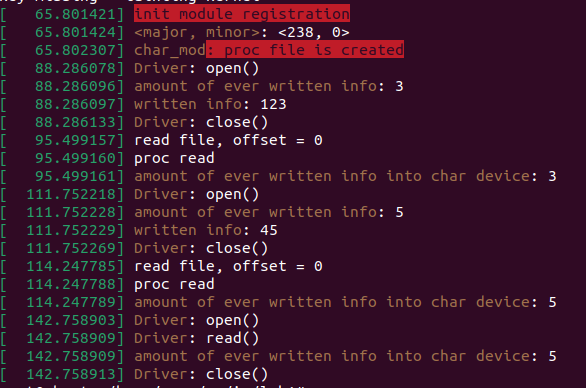 [   65.801421] init module registration
[   65.801424] <major, minor>: <238, 0>
[   65.802307] char_mod: proc file is created
[   88.286078] Driver: open()
[   88.286096] amount of ever written info: 3
[   88.286097] written info: 123
[   88.286133] Driver: close()
[   95.499157] read file, offset = 0
[   95.499160] proc read
[   95.499161] amount of ever written info into char device: 3
[  111.752218] Driver: open()
[  111.752228] amount of ever written info: 5
[  111.752229] written info: 45
[  111.752269] Driver: close()
[  114.247785] read file, offset = 0
[  114.247788] proc read
[  114.247789] amount of ever written info into char device: 5
[  142.758903] Driver: open()
[  142.758909] Driver: read()
[  142.758909] amount of ever written info into char device: 5
[  142.758913] Driver: close()